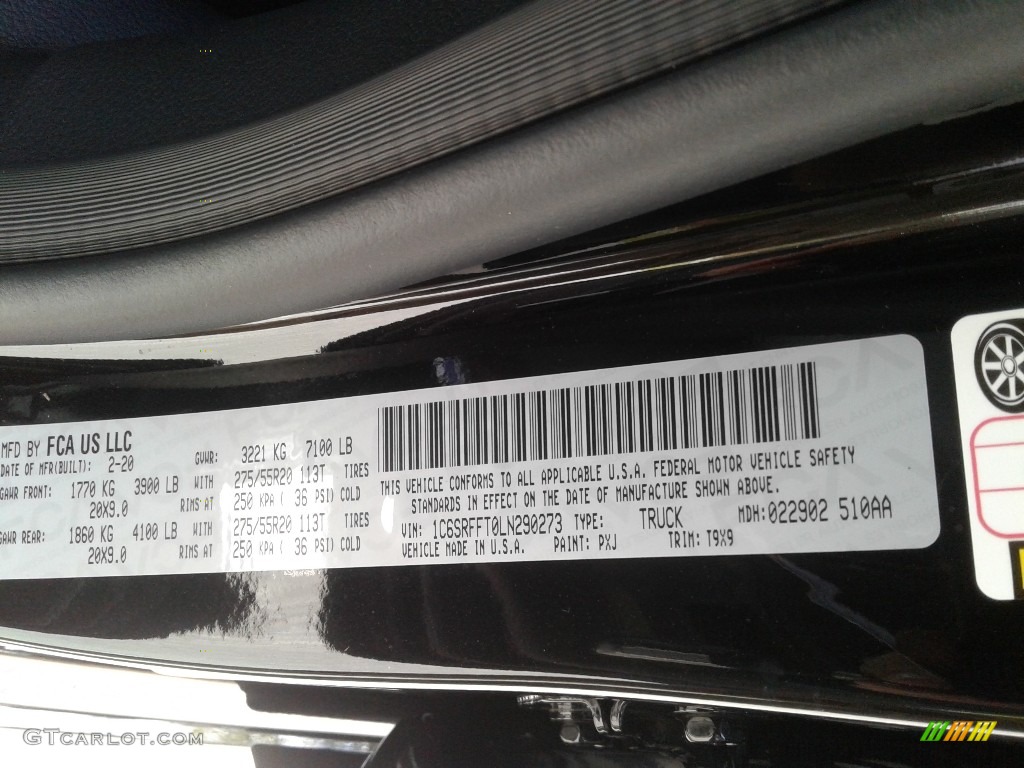 MFD BY FCA US LLC
DATE OF MFR(BUILT): 2-20 GVWR: 3221 KG 7100 LB
GAWR FRONT: 1770 KG 3900 LB WITH 275/55R20 113T TIRES
20X9.0 RIMS AT 250 KPA ( 36 PSI) COLD
GAWR REAR: 1860 KG 4100 LB WITH 275/55R20 113T TIRES
20X9.0 RIMS AT 250 KPA ( 36 PSI) COLD
THIS VEHICLE CONFORMS TO ALL APPLICABLE U.S.A. FEDERAL MOTOR VEHICLE SAFETY
STANDARDS IN EFFECT ON THE DATE OF MANUFACTURE SHOWN ABOVE.
VIN: 1C6SRFFT0LN290273 TYPE: TRUCK MDH: 022902 510AA
VEHICLE MADE IN U.S.A. PAINT: PXJ TRIM: T9X9
GTcarlot.com